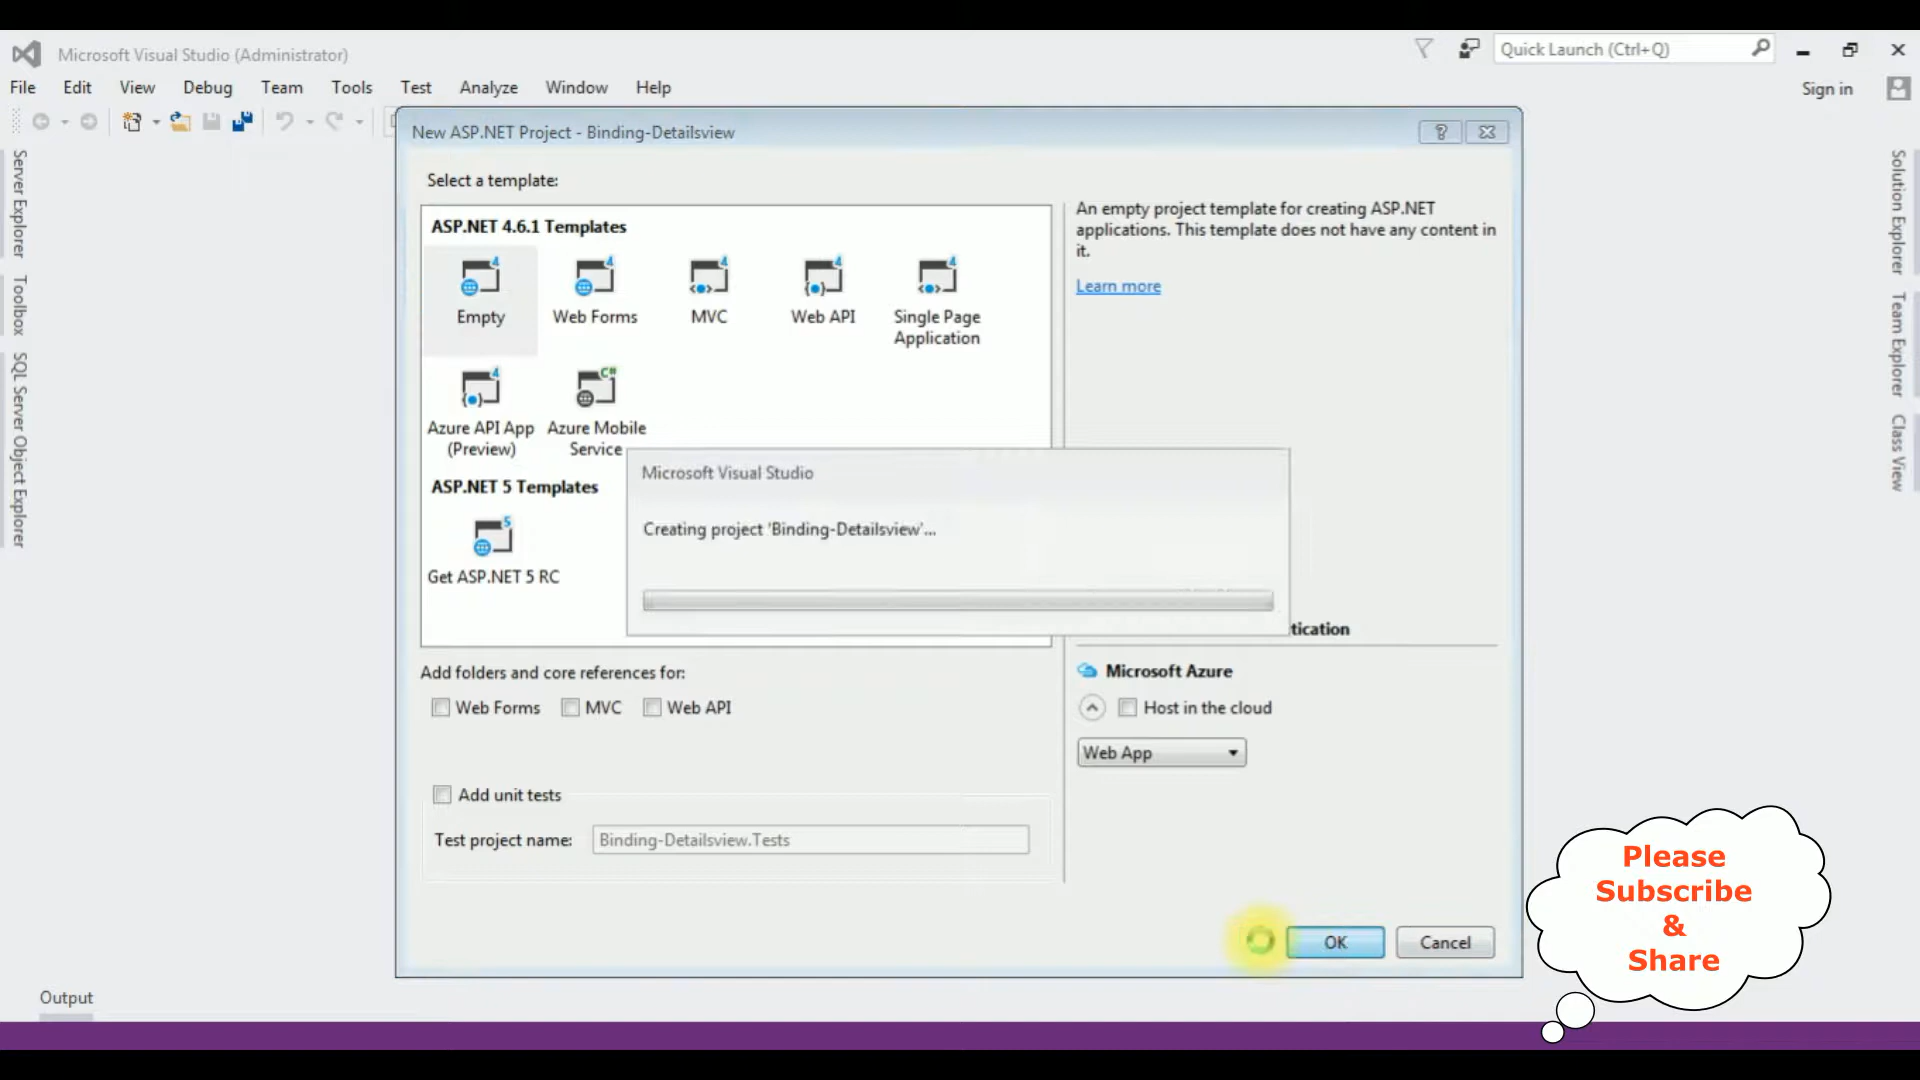 Microsoft Visual Studio (Administrator)
Quick Launch (Ctrl+Q)
File Edit View Debug Team Tools Test Analyze Window Help
Sign in
Server Explorer
Toolbox
SQL Server Object Explorer
New ASP.NET Project - Binding-Detailsview
Select a template:
ASP.NET 4.6.1 Templates
Empty
Web Forms
MVC
Web API
Single Page
Application
Azure API App
(Preview)
Azure Mobile
Service
ASP.NET 5 Templates
Get ASP.NET 5 RC
An empty project template for creating ASP.NET
applications. This template does not have any content in
it.
Learn more
Microsoft Visual Studio
Creating project 'Binding-Detailsview'...
tication
Add folders and core references for:
Web Forms MVC Web API
Add unit tests
Test project name: Binding-Detailsview.Tests
Microsoft Azure
Host in the cloud
Web App
OK Cancel
Solution Explorer
Team Explorer
Class View
Please
Subscribe
&
Share
Output